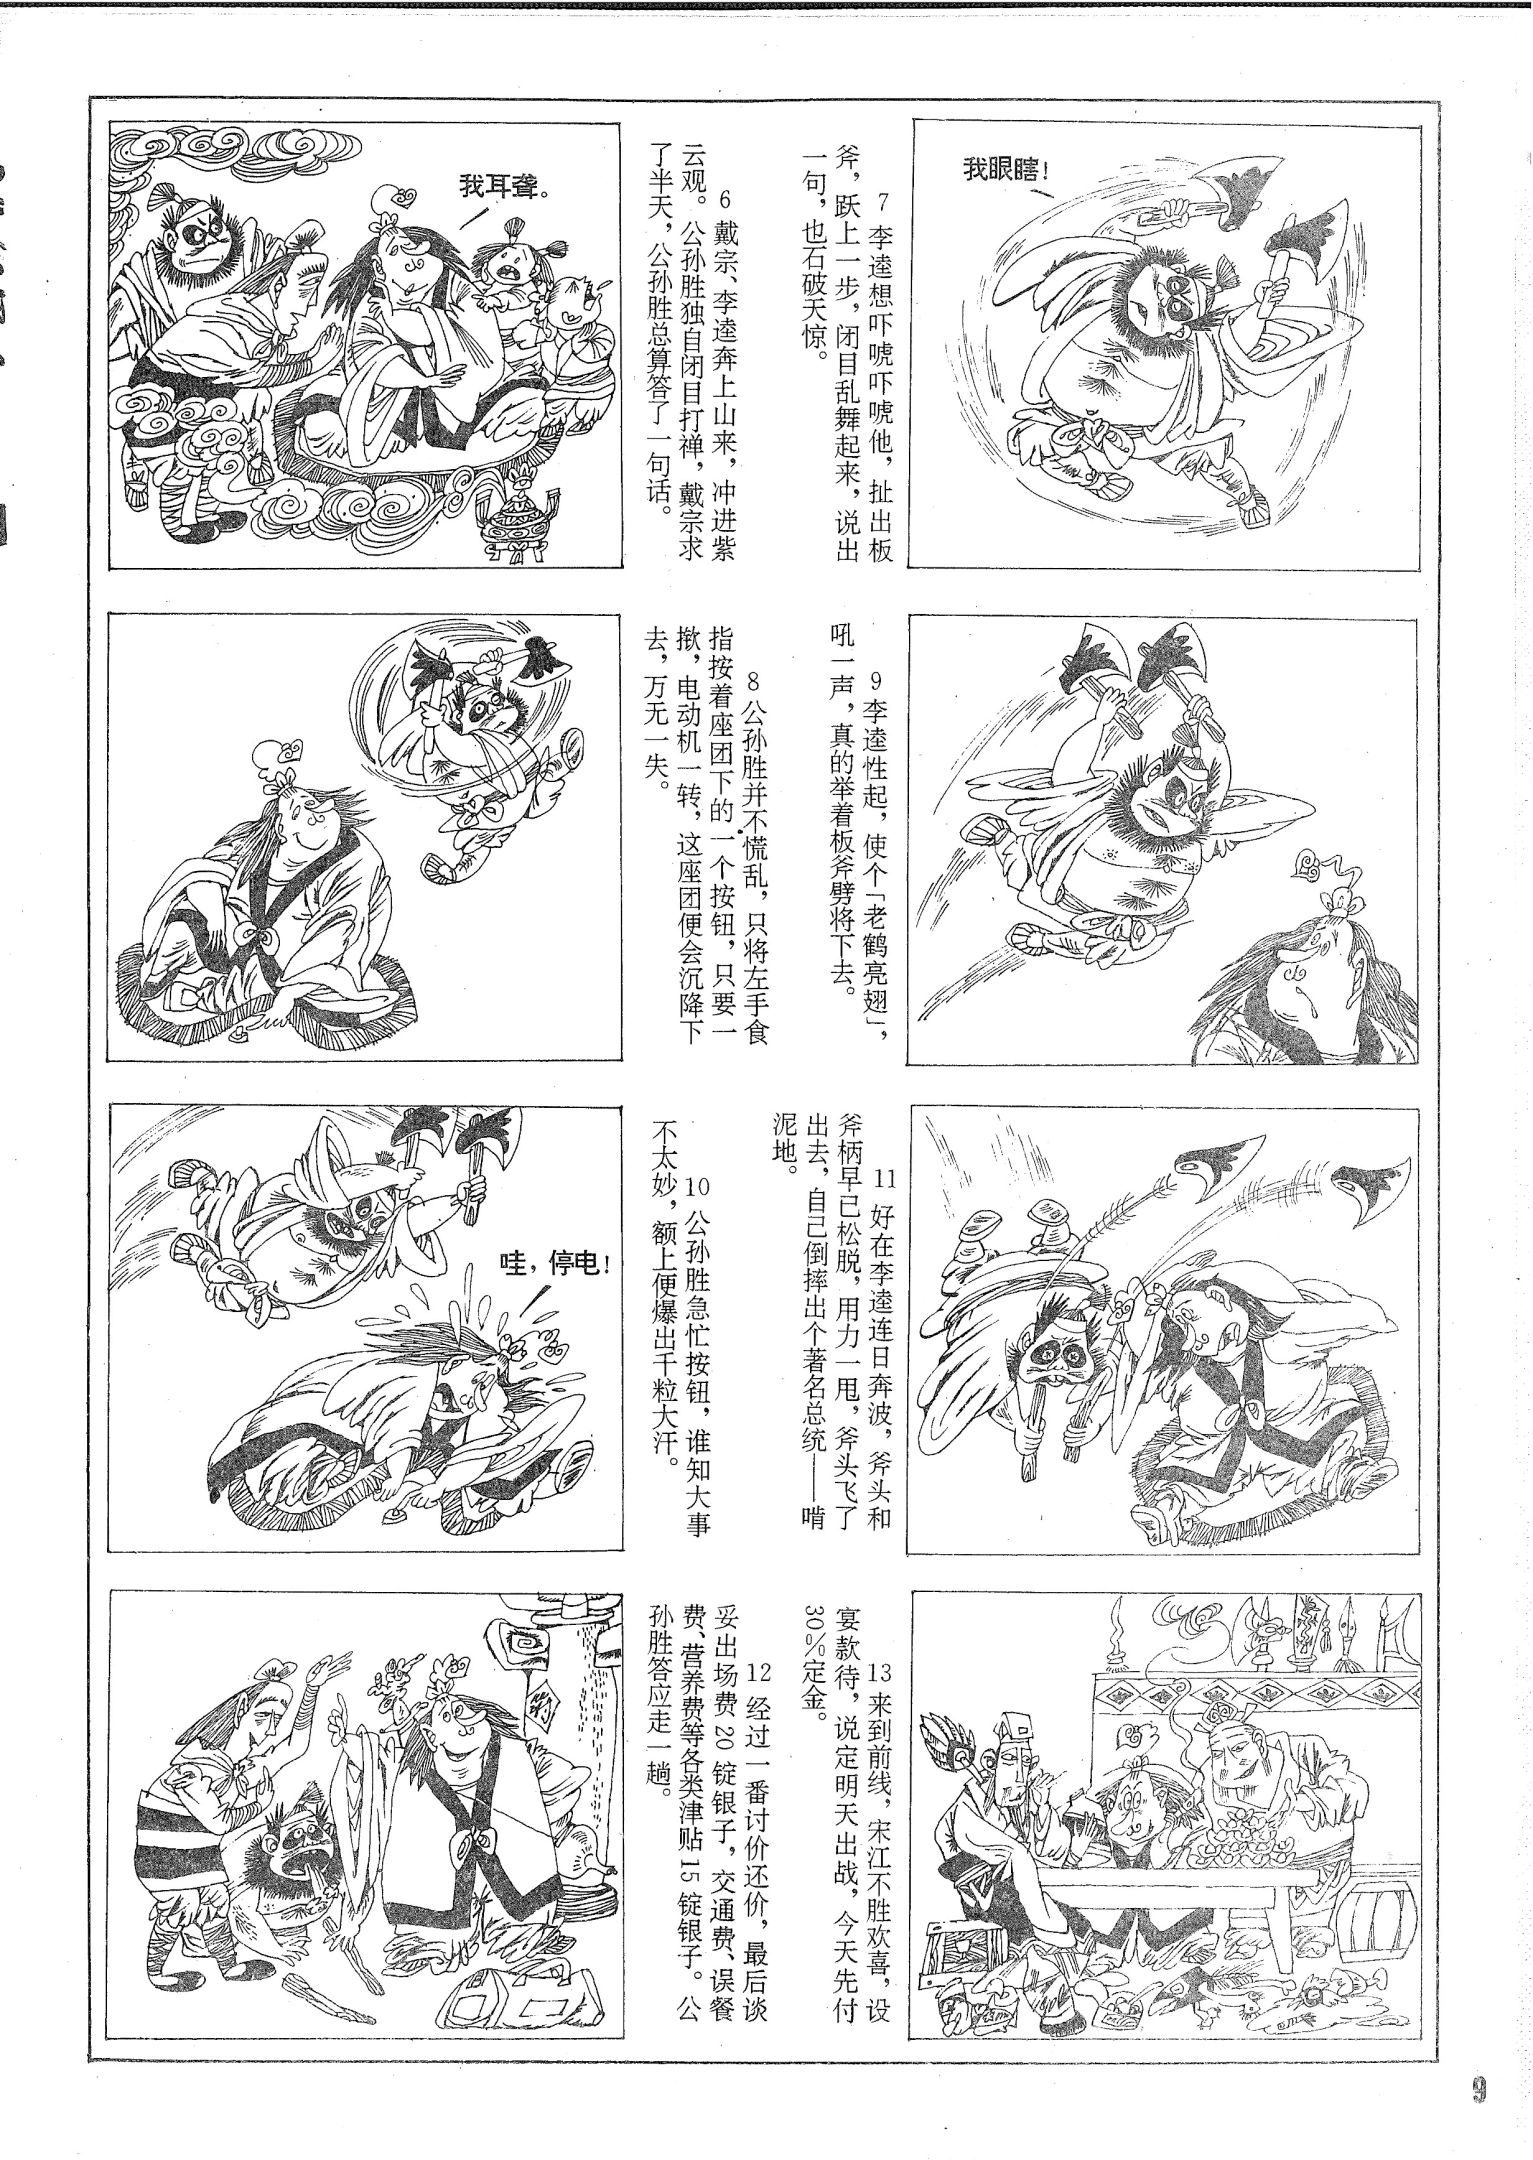 我耳聋。
6 戴宗、李逵奔上山来，冲进紫
云观。公孙胜独自闭目打禅，戴宗求
了半天，公孙胜总算答了一句话。
我眼瞎！
7 李逵想吓唬吓唬他，扯出板
斧，跃上一步，闭目乱舞起来，说出
一句，也石破天惊。
8 公孙胜并不慌乱，只将左手食
指按着座团下的一个按钮，只要一
揿，电动机一转，这座团便会沉降下
去，万无一失。
9 李逵性起，使个「老鹤亮翅」，
吼一声，真的举着板斧劈将下去。
哇，停电！
10 公孙胜急忙按钮，谁知大事
不太妙，额上便爆出千粒大汗。
11 好在李逵连日奔波，斧头和
斧柄早已松脱，用力一甩，斧头飞了
出去，自己倒摔出个著名总统——啃
泥地。
12 经过一番讨价还价，最后谈
妥出场费20锭银子，交通费、误餐
费、营养费等各类津贴15锭银子。公
孙胜答应走一趟。
13 来到前线，宋江不胜欢喜，设
宴款待，说定明天出战，今天先付
30%定金。
9